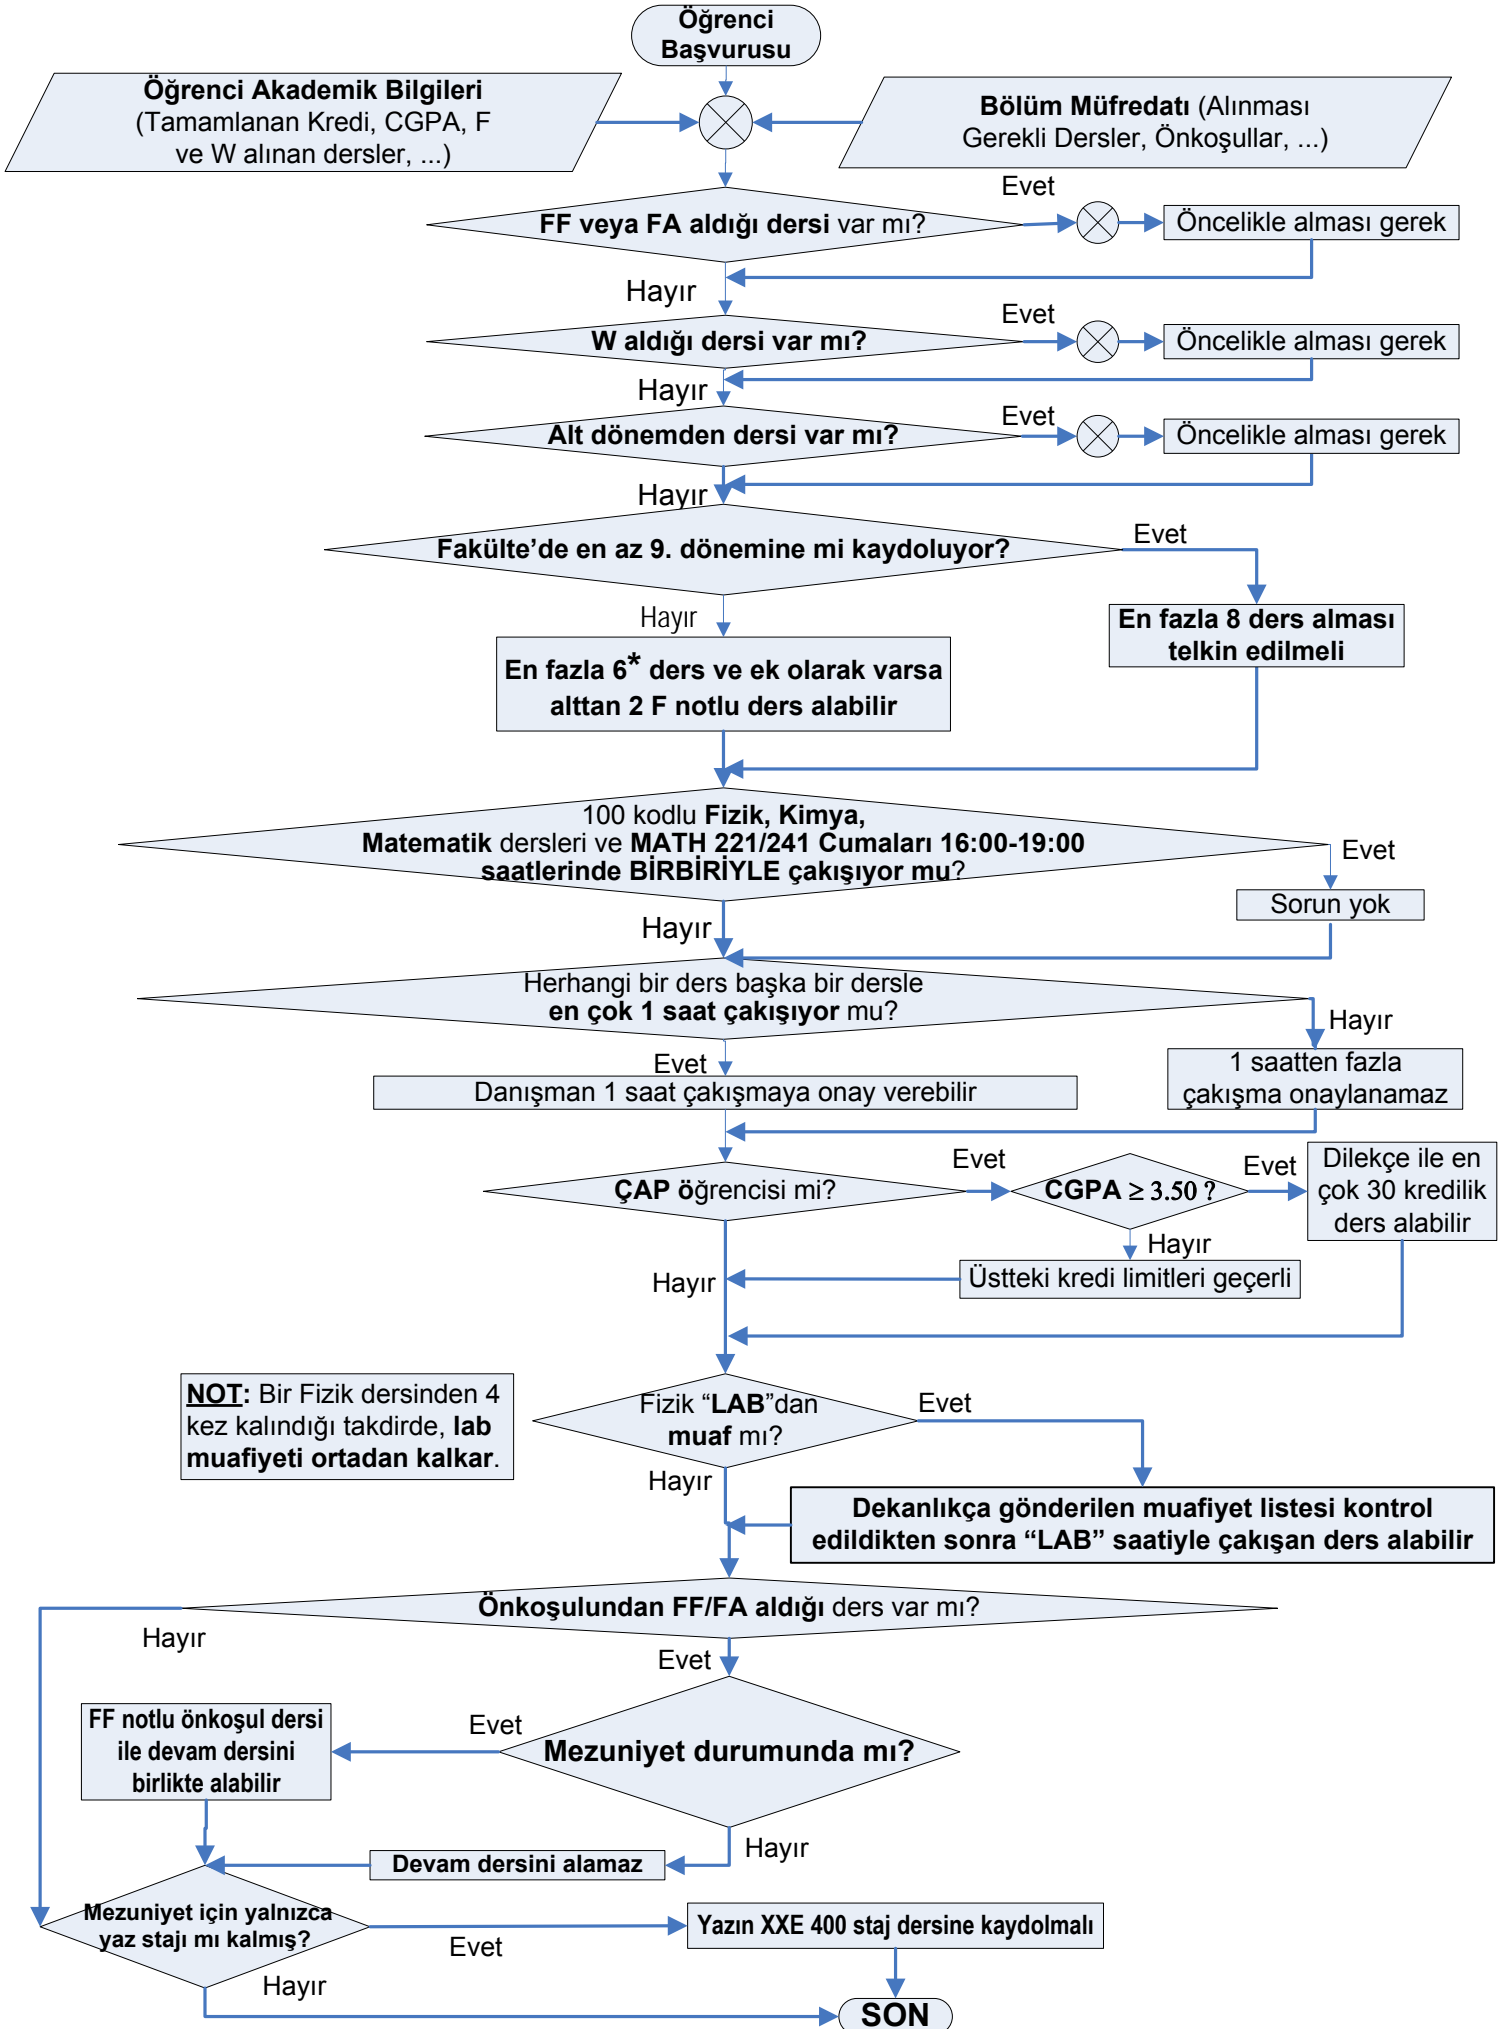 Öğrenci
Başvurusu
Öğrenci Akademik Bilgileri
(Tamamlanan Kredi, CGPA, F
ve W alınan dersler, ...)
Bölüm Müfredatı (Alınması
Gerekli Dersler, Önkoşullar, ...)
Evet
FF veya FA aldığı dersi var mı?
Öncelikle alması gerek
Hayır
Evet
W aldığı dersi var mı?
Öncelikle alması gerek
Hayır
Evet
Alt dönemden dersi var mı?
Öncelikle alması gerek
Hayır
Fakülte’de en az 9. dönemine mi kaydoluyor?
Evet
Hayır
En fazla 8 ders alması
telkin edilmeli
En fazla 6* ders ve ek olarak varsa
alttan 2 F notlu ders alabilir
100 kodlu Fizik, Kimya,
Matematik dersleri ve MATH 221/241 Cumaları 16:00-19:00
saatlerinde BİRBİRİYLE çakışıyor mu?
Evet
Sorun yok
Hayır
Herhangi bir ders başka bir dersle
en çok 1 saat çakışıyor mu?
Hayır
Evet
1 saatten fazla
çakışma onaylanamaz
Danışman 1 saat çakışmaya onay verebilir
ÇAP öğrencisi mi?
Evet
CGPA ≥ 3.50 ?
Evet
Dilekçe ile en
çok 30 kredilik
ders alabilir
Hayır
Hayır
Üstteki kredi limitleri geçerli
NOT: Bir Fizik dersinden 4
kez kalındığı takdirde, lab
muafiyeti ortadan kalkar.
Fizik “LAB”dan
muaf mı?
Evet
Hayır
Dekanlıkça gönderilen muafiyet listesi kontrol
edildikten sonra “LAB” saatiyle çakışan ders alabilir
Önkoşulundan FF/FA aldığı ders var mı?
Hayır
Evet
FF notlu önkoşul dersi
ile devam dersini
birlikte alabilir
Evet
Mezuniyet durumunda mı?
Hayır
Devam dersini alamaz
Mezuniyet için yalnızca
yaz stajı mı kalmış?
Evet
Yazın XXE 400 staj dersine kaydolmalı
Hayır
SON